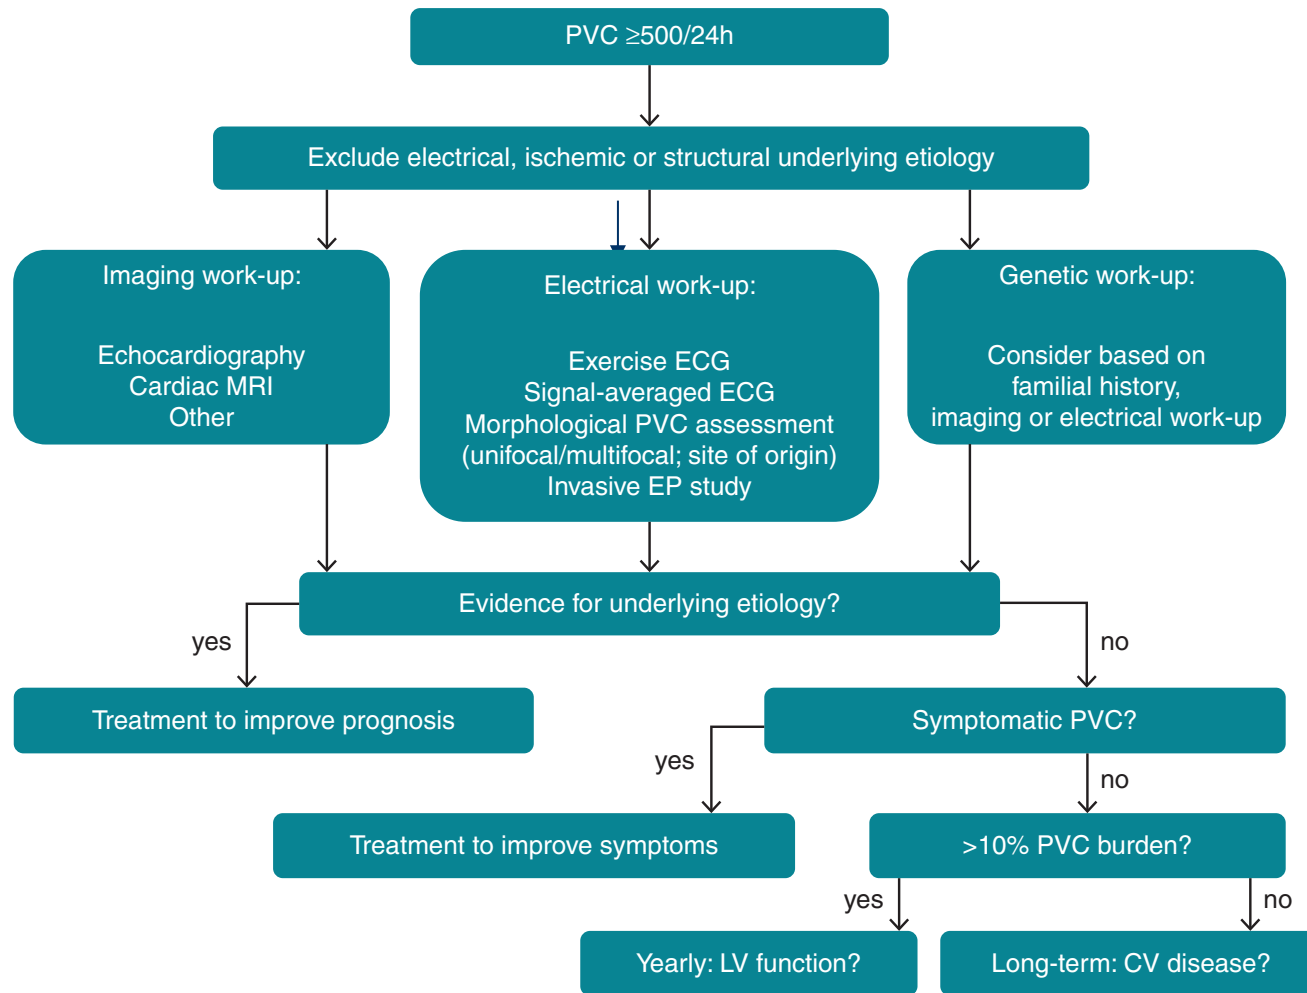 PVC ≥500/24h
Exclude electrical, ischemic or structural underlying etiology
Imaging work-up:
Echocardiography
Cardiac MRI
Other
Electrical work-up:
Exercise ECG
Signal-averaged ECG
Morphological PVC assessment
(unifocal/multifocal; site of origin)
Invasive EP study
Genetic work-up:
Consider based on
familial history,
imaging or electrical work-up
Evidence for underlying etiology?
yes
no
Treatment to improve prognosis
Symptomatic PVC?
yes
no
Treatment to improve symptoms
>10% PVC burden?
yes
no
Yearly: LV function?
Long-term: CV disease?